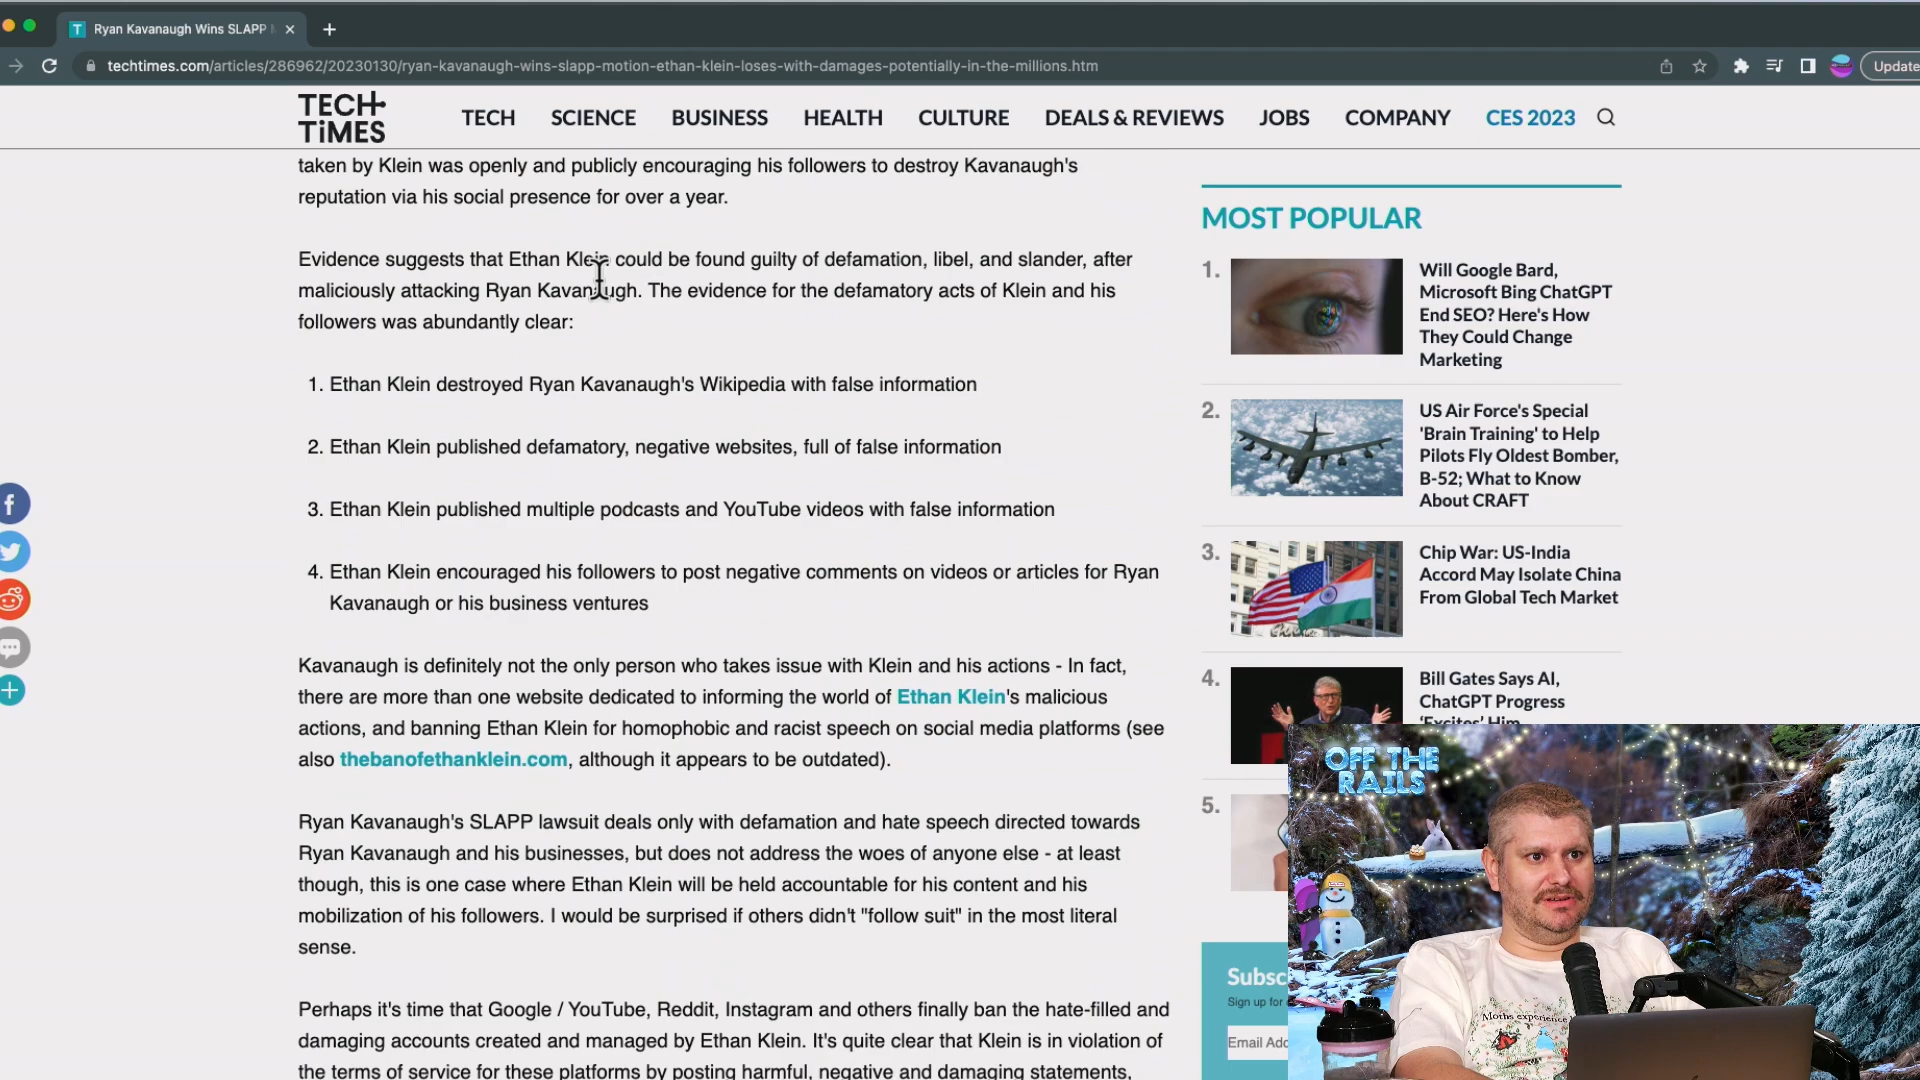 Ryan Kavanaugh Wins SLAPP
techtimes.com/articles/286962/20230130/ryan-kavanaugh-wins-slapp-motion-ethan-klein-loses-with-damages-potentially-in-the-millions.htm
Update
TECH TiMES
TECH SCIENCE BUSINESS HEALTH CULTURE DEALS & REVIEWS JOBS COMPANY CES 2023
taken by Klein was openly and publicly encouraging his followers to destroy Kavanaugh's
reputation via his social presence for over a year.
Evidence suggests that Ethan Klein could be found guilty of defamation, libel, and slander, after
maliciously attacking Ryan Kavanaugh. The evidence for the defamatory acts of Klein and his
followers was abundantly clear:
1. Ethan Klein destroyed Ryan Kavanaugh's Wikipedia with false information
2. Ethan Klein published defamatory, negative websites, full of false information
3. Ethan Klein published multiple podcasts and YouTube videos with false information
4. Ethan Klein encouraged his followers to post negative comments on videos or articles for Ryan
Kavanaugh or his business ventures
Kavanaugh is definitely not the only person who takes issue with Klein and his actions - In fact,
there are more than one website dedicated to informing the world of Ethan Klein's malicious
actions, and banning Ethan Klein for homophobic and racist speech on social media platforms (see
also thebanofethanklein.com, although it appears to be outdated).
Ryan Kavanaugh's SLAPP lawsuit deals only with defamation and hate speech directed towards
Ryan Kavanaugh and his businesses, but does not address the woes of anyone else - at least
though, this is one case where Ethan Klein will be held accountable for his content and his
mobilization of his followers. I would be surprised if others didn't "follow suit" in the most literal
sense.
Perhaps it's time that Google / YouTube, Reddit, Instagram and others finally ban the hate-filled and
damaging accounts created and managed by Ethan Klein. It's quite clear that Klein is in violation of
the terms of service for these platforms by posting harmful, negative and damaging statements,
MOST POPULAR
1. Will Google Bard,
Microsoft Bing ChatGPT
End SEO? Here's How
They Could Change
Marketing
2. US Air Force's Special
'Brain Training' to Help
Pilots Fly Oldest Bomber,
B-52; What to Know
About CRAFT
3. Chip War: US-India
Accord May Isolate China
From Global Tech Market
4. Bill Gates Says AI,
ChatGPT Progress
'Excites' Him
5.
Subsc
Sign up for
Email Add
OFF THE
RAILS
Moths experience